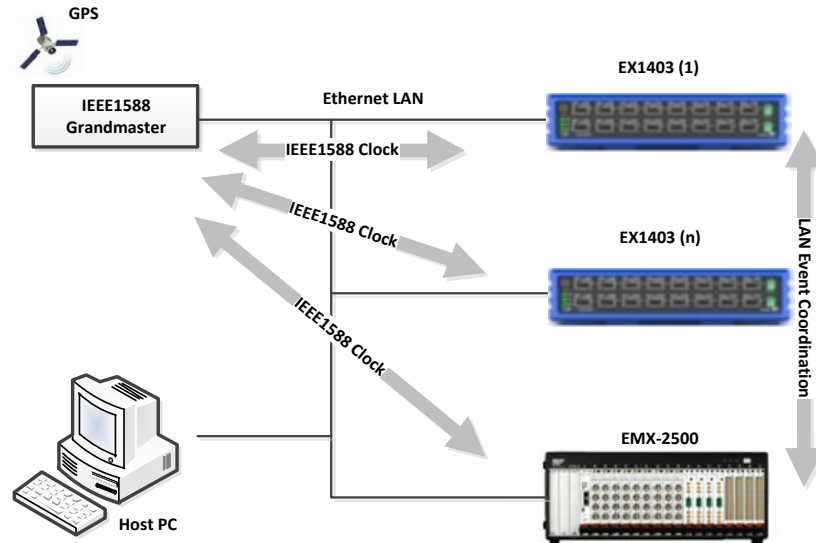 GPS
IEEE1588
Grandmaster
Ethernet LAN
EX1403 (1)
IEEE1588 Clock
IEEE1588 Clock
IEEE1588 Clock
EX1403 (n)
LAN Event Coordination
EMX-2500
Host PC